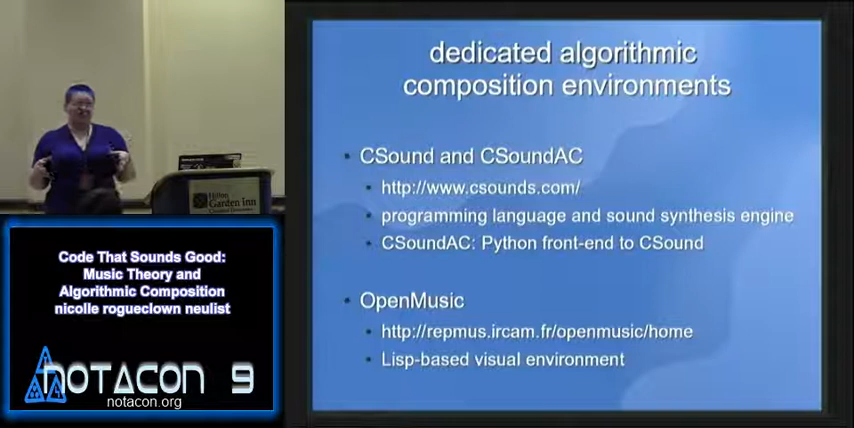 dedicated algorithmic
composition environments
• CSound and CSoundAC
• http://www.csounds.com/
• programming language and sound synthesis engine
• CSoundAC: Python front-end to CSound
• OpenMusic
• http://repmus.ircam.fr/openmusic/home
• Lisp-based visual environment
Hilton
Garden Inn
Code That Sounds Good:
Music Theory and
Algorithmic Composition
nicolle rogueclown neulist
NOTACON 9
notacon.org